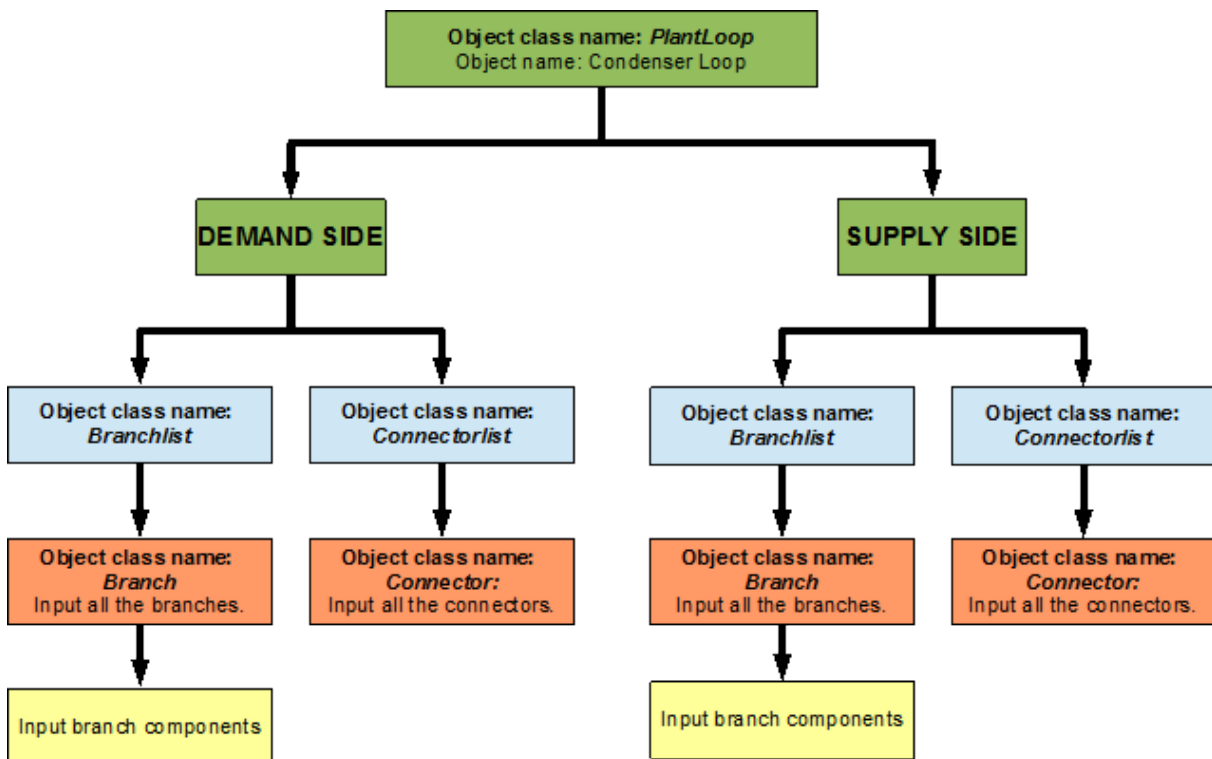 Object class name: PlantLoop
Object name: Condenser Loop
DEMAND SIDE
SUPPLY SIDE
Object class name:
Branchlist
Object class name:
Connectorlist
Object class name:
Branchlist
Object class name:
Connectorlist
Object class name:
Branch
Input all the branches.
Object class name:
Connector:
Input all the connectors.
Object class name:
Branch
Input all the branches.
Object class name:
Connector:
Input all the connectors.
Input branch components
Input branch components